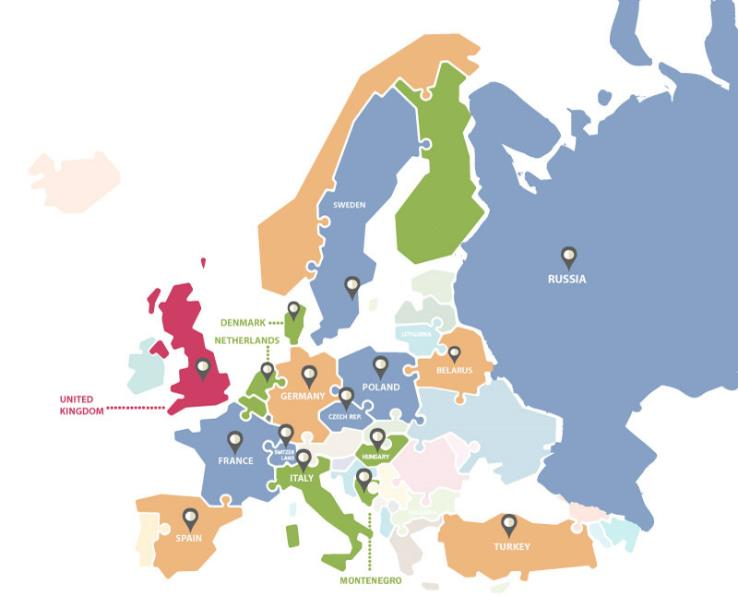 SWEDEN
RUSSIA
DENMARK
NETHERLANDS
LITHUANIA
BELARUS
POLAND
GERMANY
UNITED
KINGDOM
CZECH REP.
FRANCE
SWITZER
LAND
HUNGARY
ITALY
SPAIN
TURKEY
MONTENEGRO